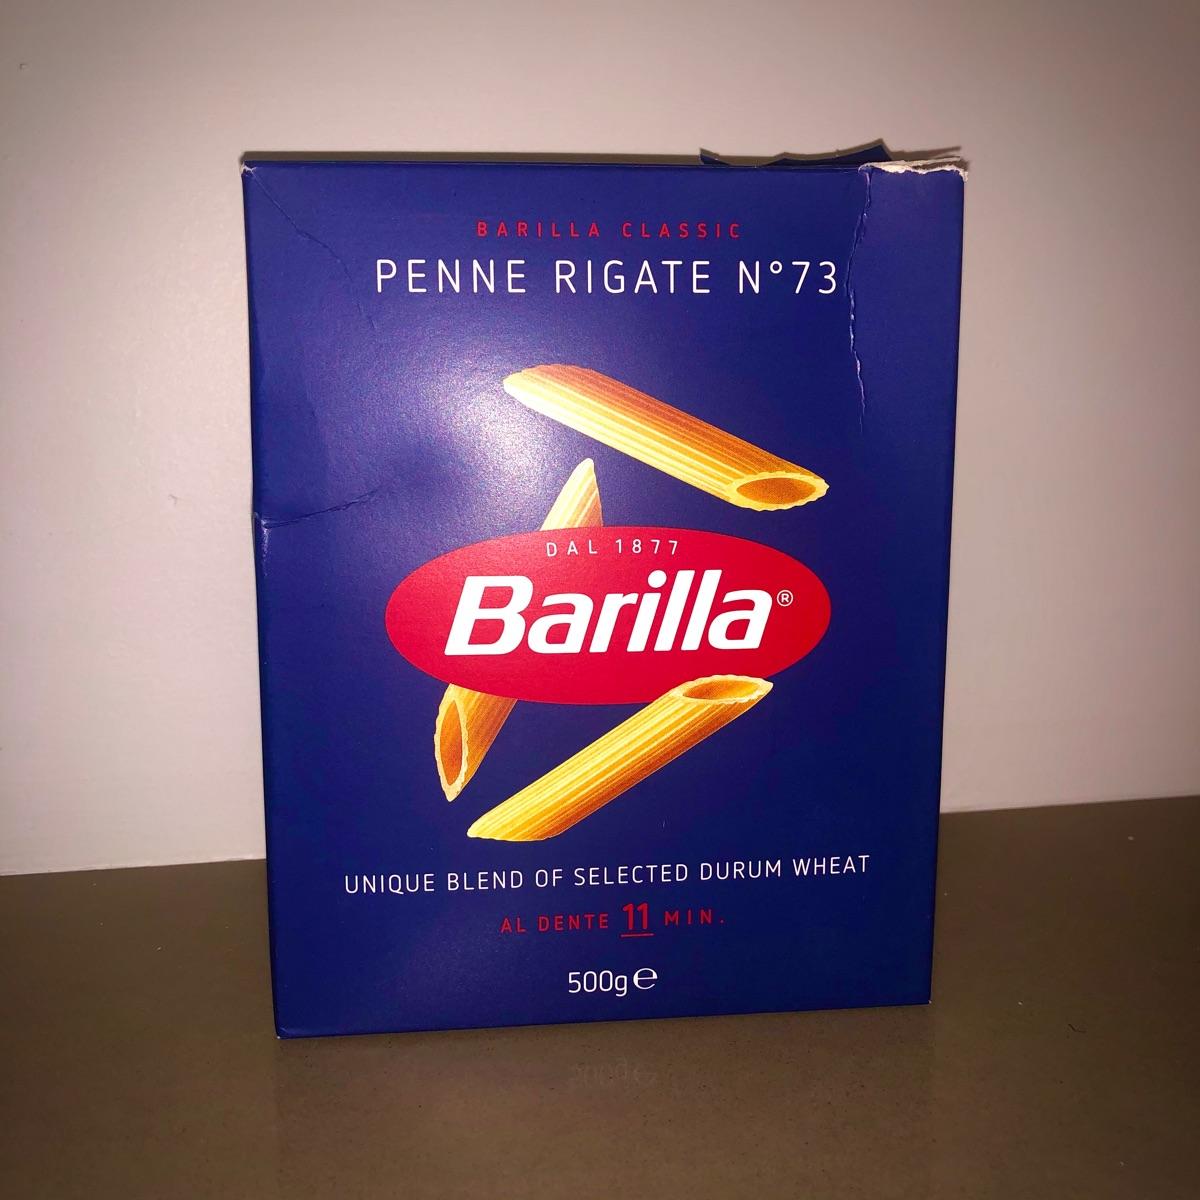 BARILLA CLASSIC
PENNE RIGATE N°73
DAL 1877
Barilla®
UNIQUE BLEND OF SELECTED DURUM WHEAT
AL DENTE 11 MIN.
500g℮